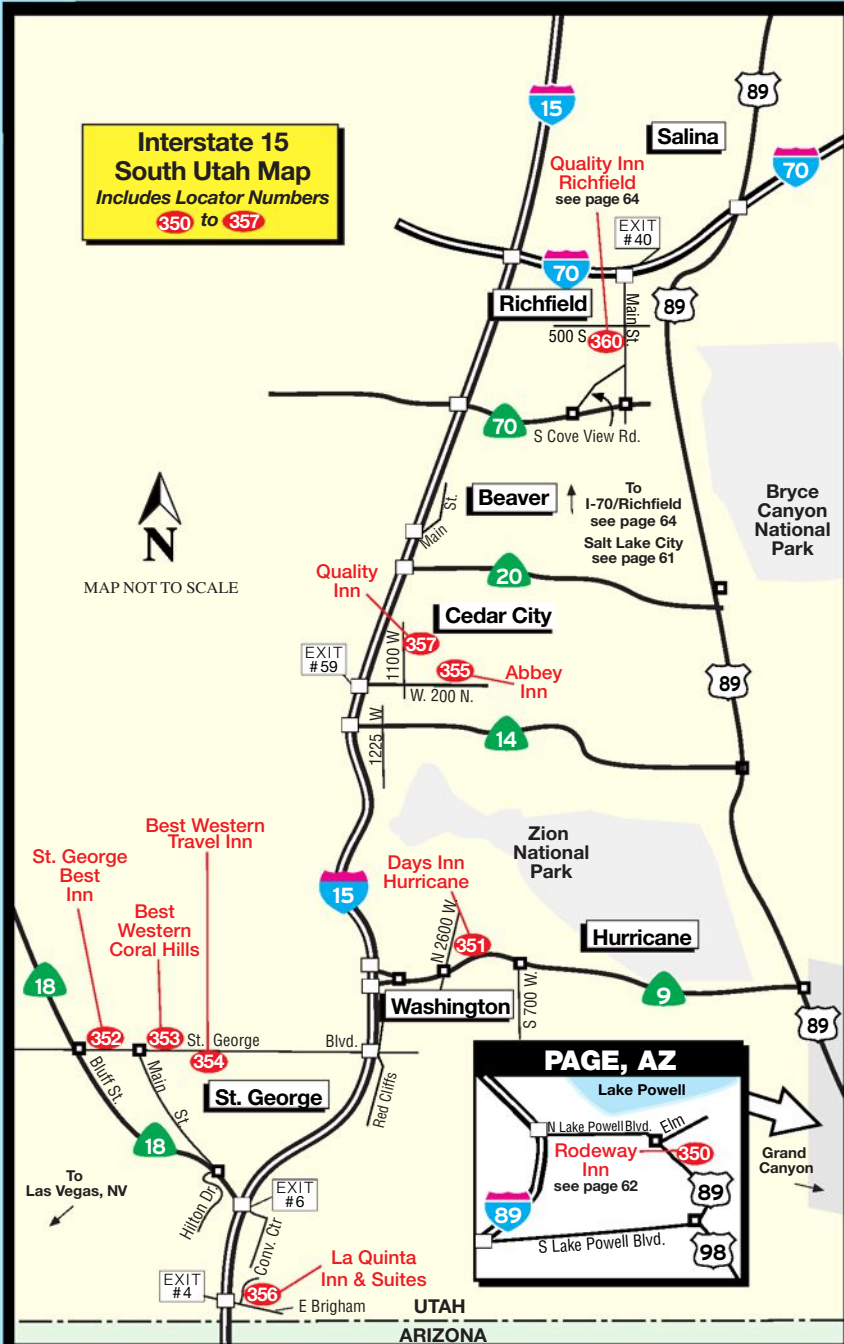 Interstate 15
South Utah Map
Includes Locator Numbers
350 to 357
15
89
Salina
70
Quality Inn
Richfield
see page 64
EXIT
#40
70
Richfield
89
Main St.
500 S
360
70
S Cove View Rd.
N
MAP NOT TO SCALE
Beaver
Main St.
To
I-70/Richfield
see page 64
Salt Lake City
see page 61
Bryce
Canyon
National
Park
20
Quality
Inn
Cedar City
357
1100 W
EXIT
#59
355
Abbey
Inn
W. 200 N.
89
1225 W
14
Zion
National
Park
Best Western
Travel Inn
St. George
Best
Inn
Best
Western
Coral Hills
15
Days Inn
Hurricane
N 2600 W
351
Hurricane
18
9
S 700 W.
Washington
89
352
353
St. George Blvd.
354
Bluff St.
Main St.
St. George
Red Cliffs
18
To
Las Vegas, NV
Hilton Dr.
EXIT
#6
Conv. Ctr
La Quinta
Inn & Suites
EXIT
#4
356
E Brigham
UTAH
ARIZONA
PAGE, AZ
Lake Powell
N Lake Powell Blvd.
Elm
Rodeway
Inn
see page 62
350
89
89
S Lake Powell Blvd.
98
Grand
Canyon